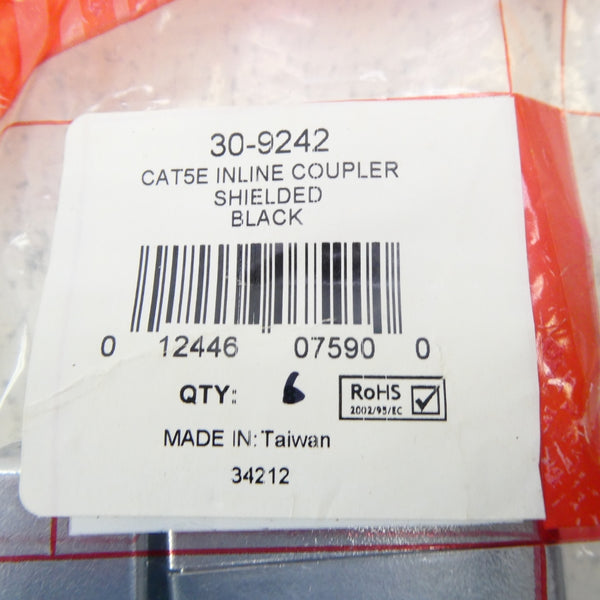 30-9242
CAT5E INLINE COUPLER
SHIELDED
BLACK
0 12446 07590 0
QTY: 6
RoHS
2002/95/EC
MADE IN: Taiwan
34212